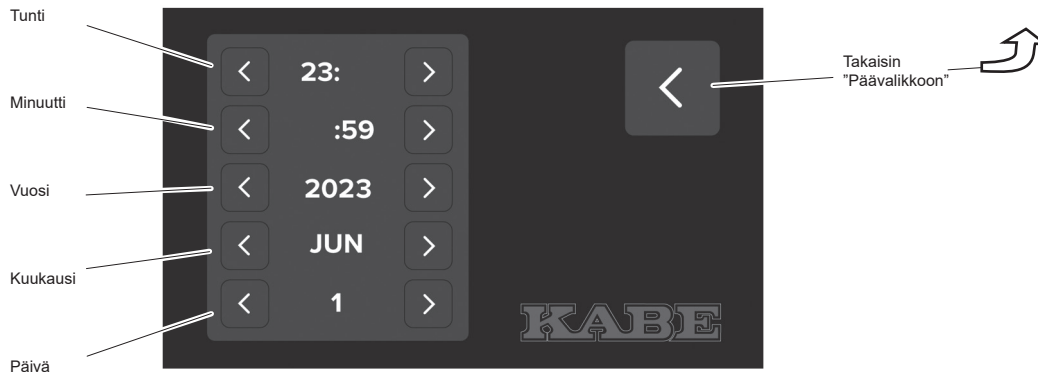 Tunti
23:
Minuutti
:59
Vuosi
2023
Kuukausi
JUN
Päivä
1
Takaisin
”Päävalikkoon”
KABE